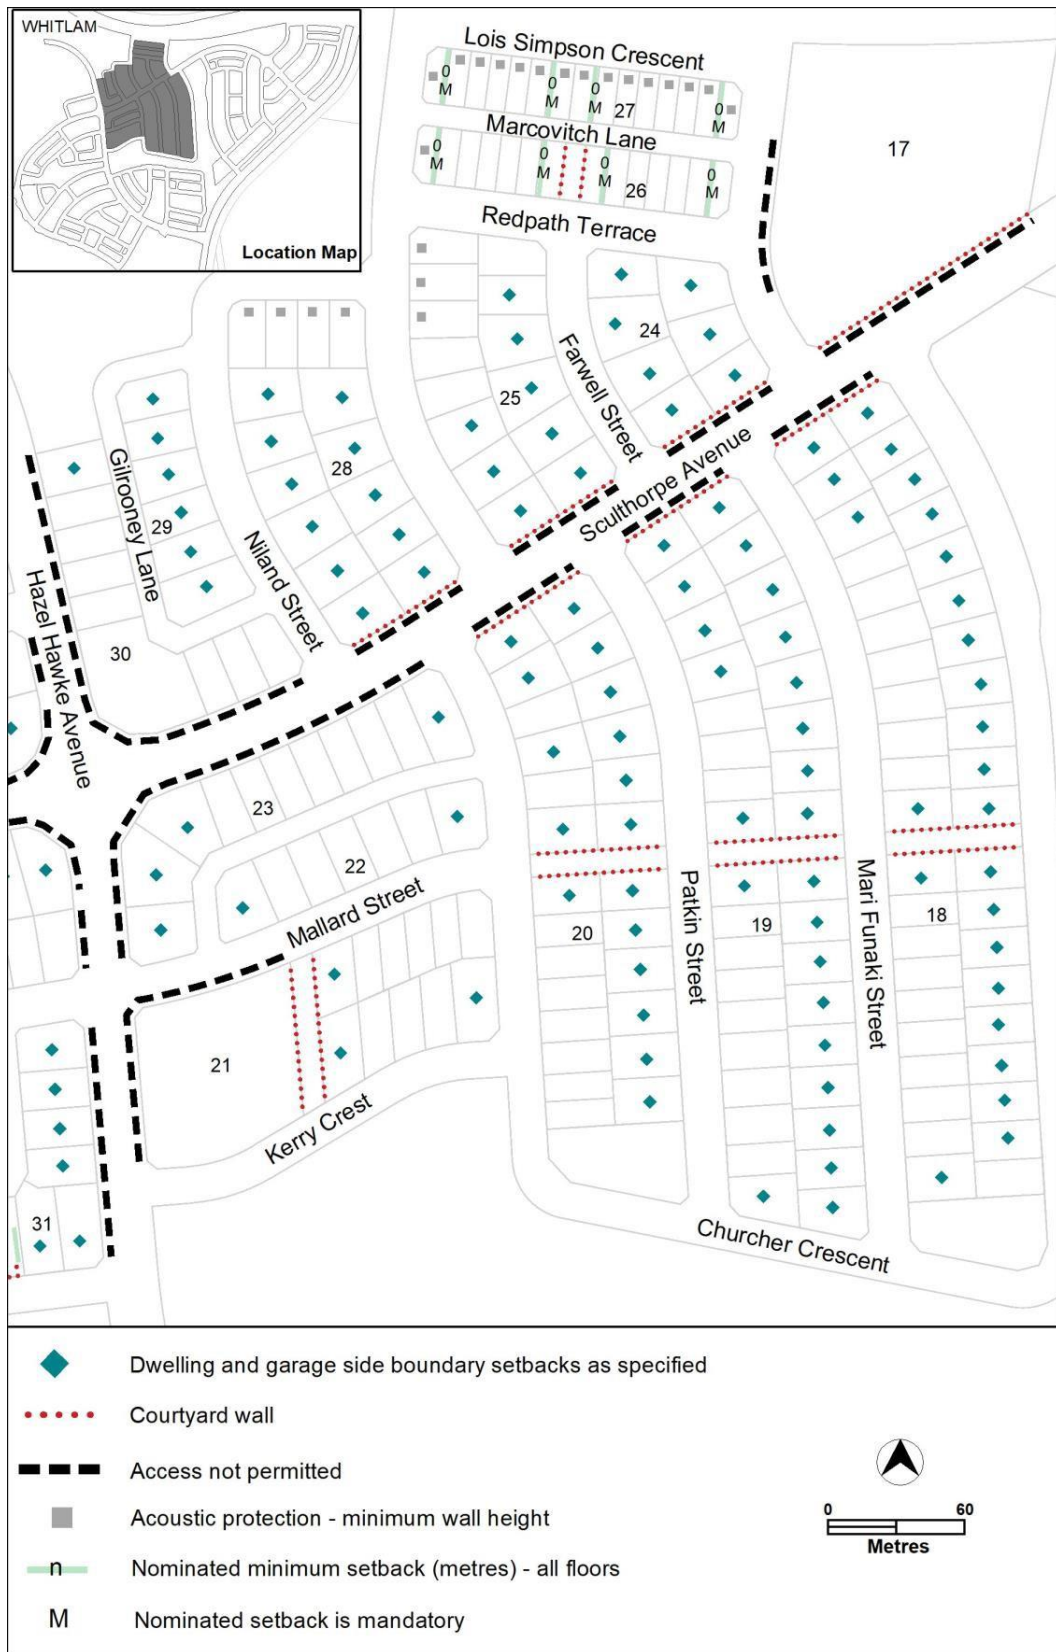 WHITLAM
Location Map
Lois Simpson Crescent
0
M
0
M
0
M
0
M
27
Marcovitch Lane
17
0
M
0
M
0
M
0
M
26
Redpath Terrace
24
Farwell Street
25
Sculthorpe Avenue
28
Gilrooney Lane
29
Niland Street
Hazel Hawke Avenue
30
23
22
Mallard Street
Patkin Street
Mari Funaki Street
20
19
18
21
Kerry Crest
31
Churcher Crescent
Dwelling and garage side boundary setbacks as specified
Courtyard wall
Access not permitted
Acoustic protection - minimum wall height
n Nominated minimum setback (metres) - all floors
M Nominated setback is mandatory
0 60
Metres